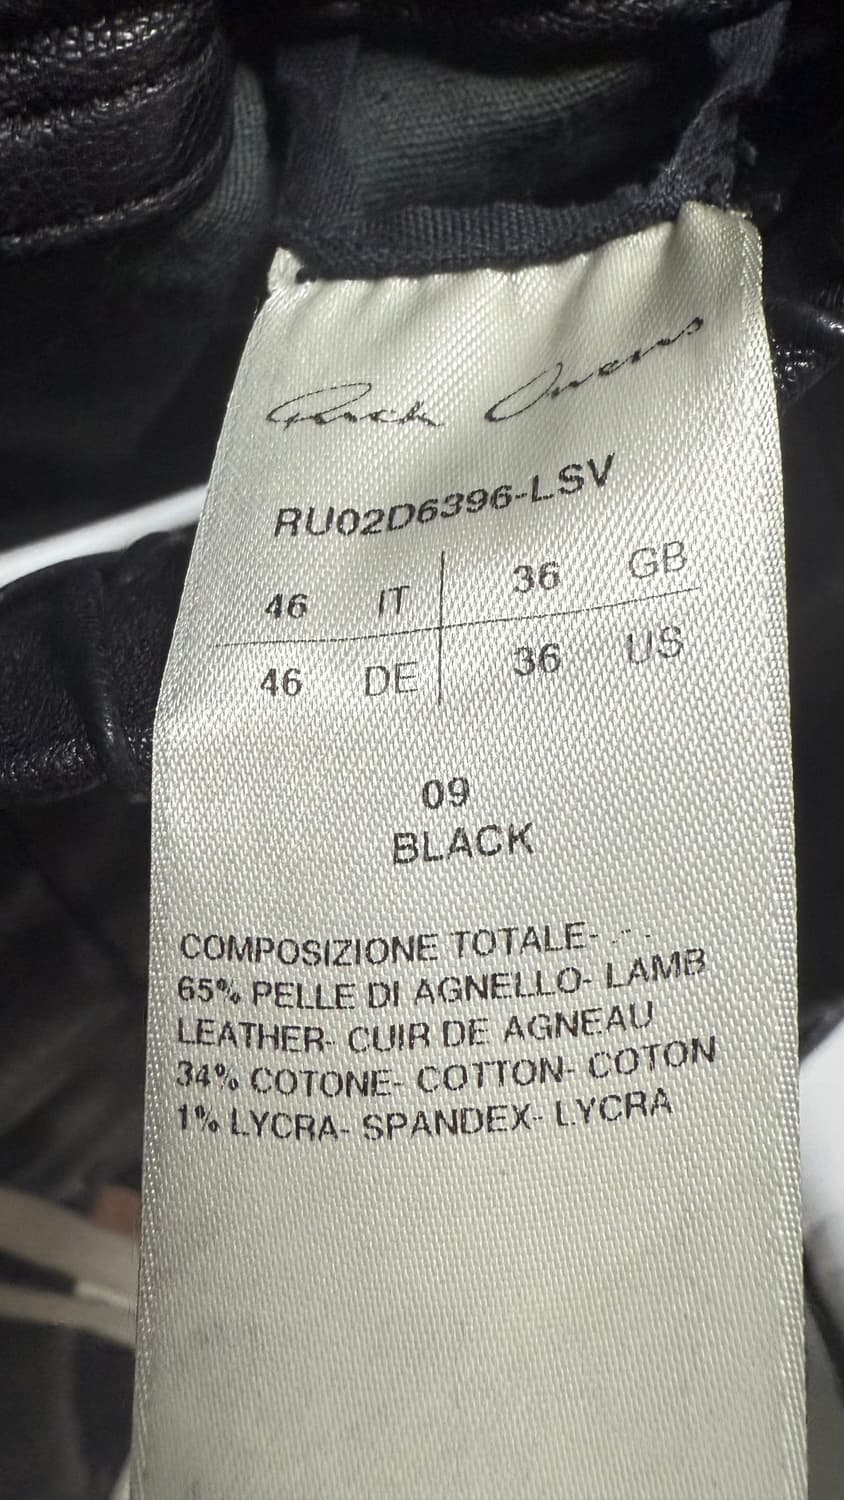 Rick Owens
RU02D6396-LSV
46 IT 36 GB
46 DE 36 US
09
BLACK
COMPOSIZIONE TOTALE-
65% PELLE DI AGNELLO- LAMB
LEATHER- CUIR DE AGNEAU
34% COTONE- COTTON- COTON
1% LYCRA- SPANDEX- LYCRA